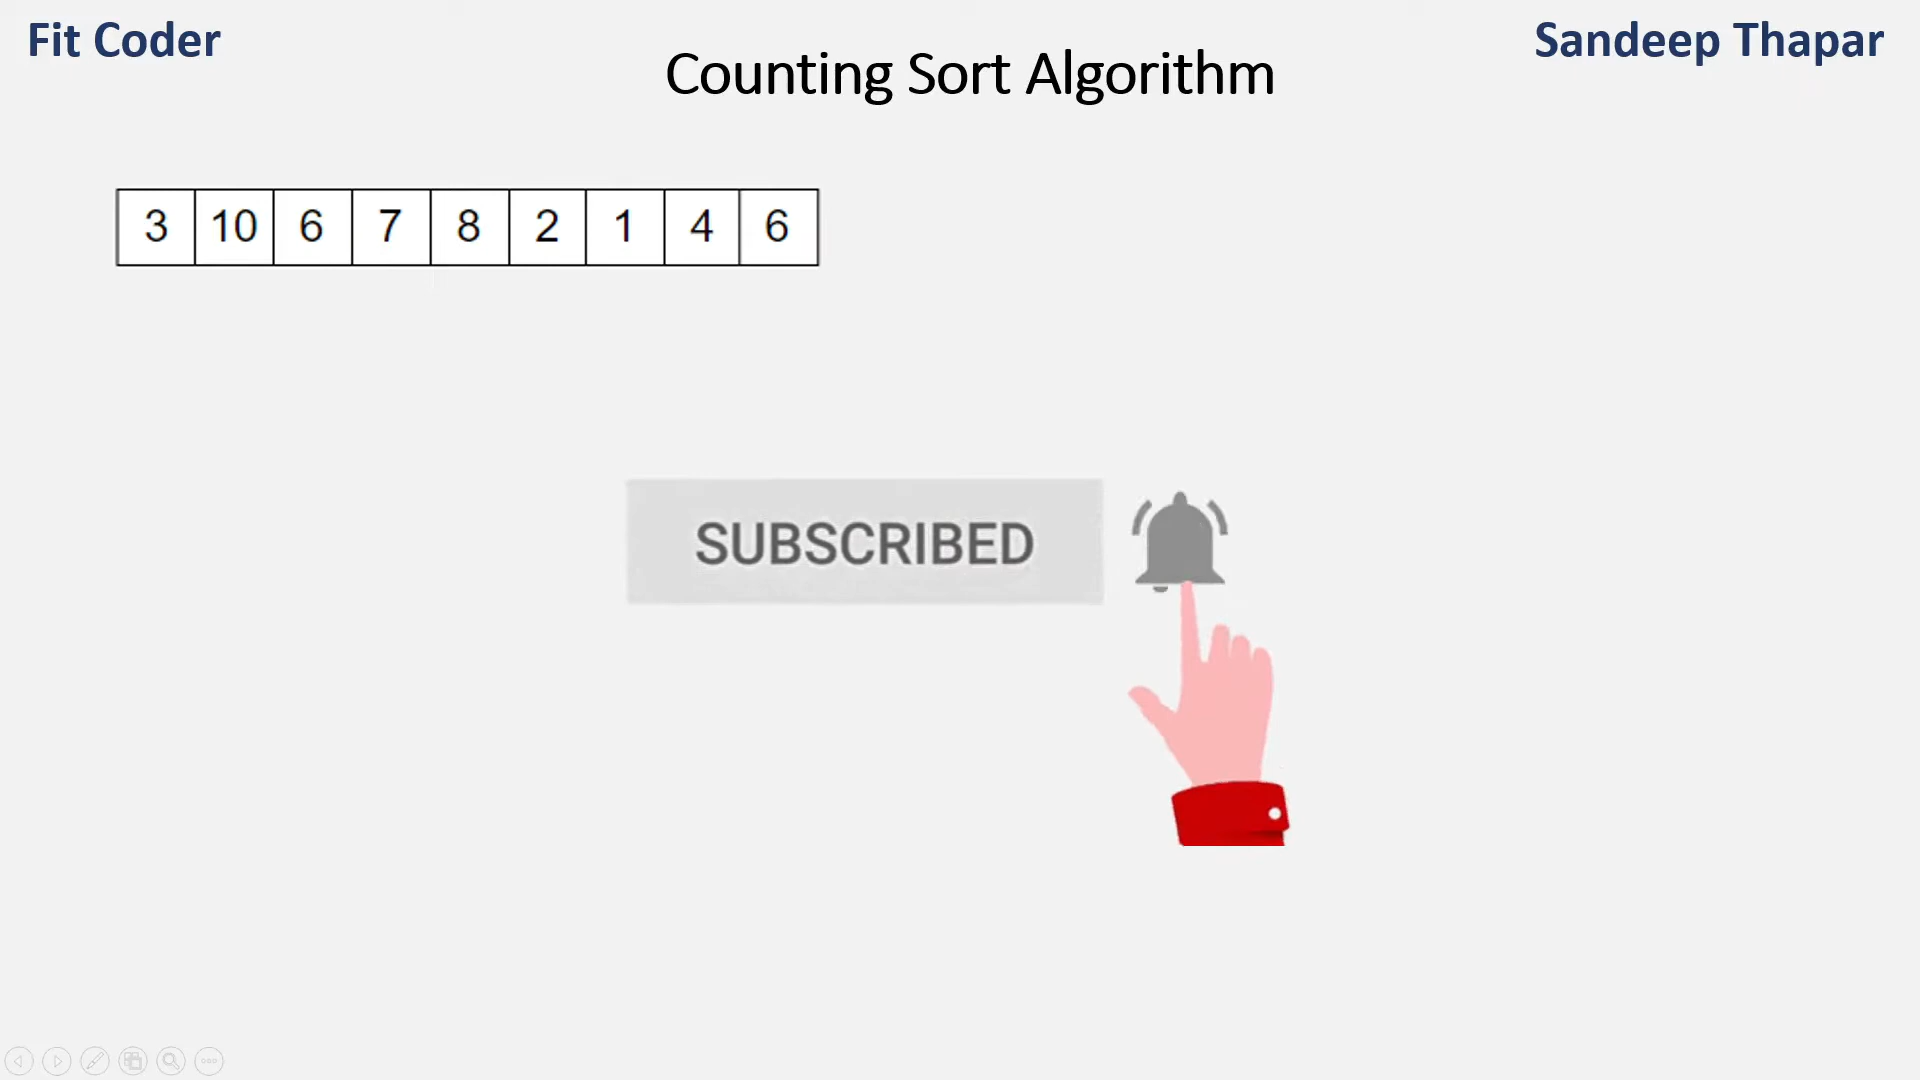 Fit Coder
Sandeep Thapar
Counting Sort Algorithm
3 10 6 7 8 2 1 4 6
SUBSCRIBED